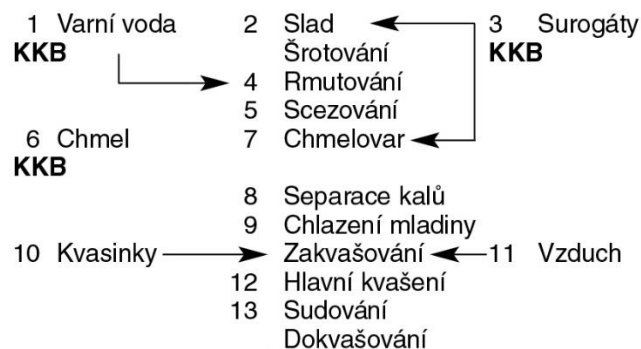 1 Varní voda 2 Slad 3 Surogáty
KKB Šrotování KKB
4 Rmutování
5 Scezování
6 Chmel 7 Chmelovar
KKB
8 Separace kalů
9 Chlazení mladiny
10 Kvasinky Zakvašování 11 Vzduch
12 Hlavní kvašení
13 Sudování
Dokvašování